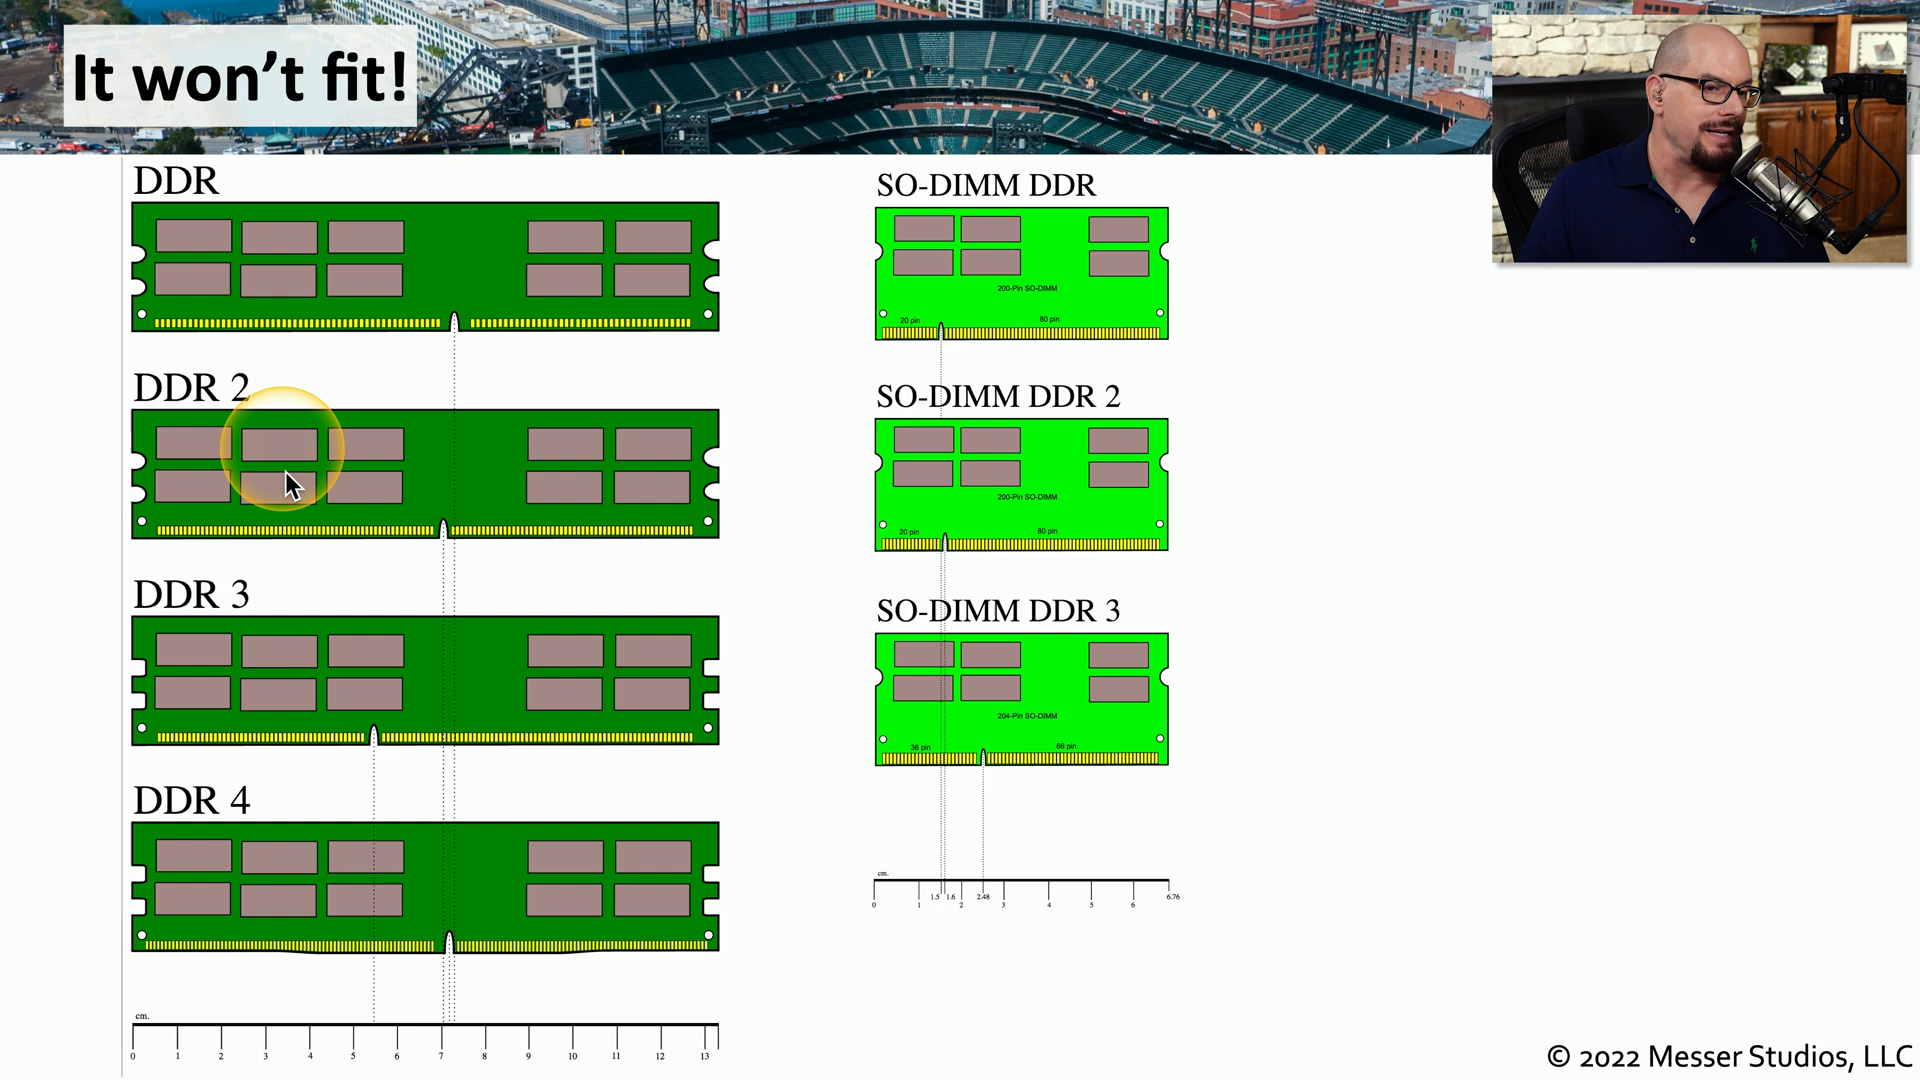 It won't fit!
DDR
DDR 2
DDR 3
DDR 4
cm.
0 1 2 3 4 5 6 7 8 9 10 11 12 13
SO-DIMM DDR
200-Pin SO-DIMM
20 pin 80 pin
SO-DIMM DDR 2
200-Pin SO-DIMM
20 pin 80 pin
SO-DIMM DDR 3
204-Pin SO-DIMM
36 pin 66 pin
cm.
1.5 1.6 2.48 6.76
0 1 2 3 4 5 6
© 2022 Messer Studios, LLC